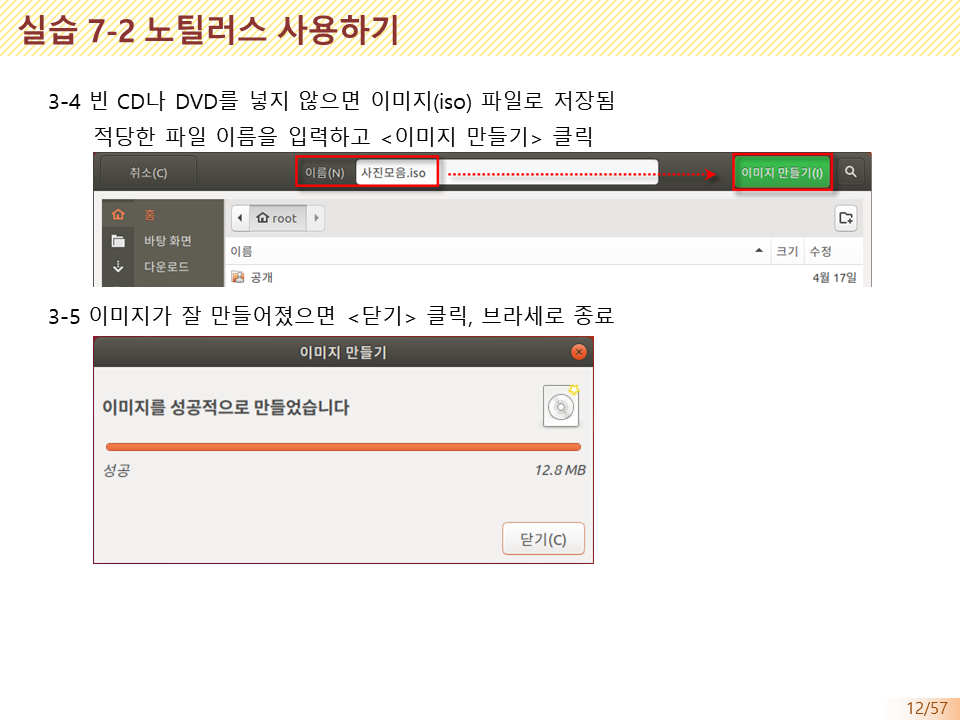 실습 7-2 노틸러스 사용하기
3-4 빈 CD나 DVD를 넣지 않으면 이미지(iso) 파일로 저장됨
적당한 파일 이름을 입력하고 <이미지 만들기> 클릭
취소(C) 이름(N) 사진모음.iso 이미지 만들기(I)
홈 root
바탕 화면 이름 크기 수정
다운로드 공개 4월 17일
3-5 이미지가 잘 만들어졌으면 <닫기> 클릭, 브라세로 종료
이미지 만들기
이미지를 성공적으로 만들었습니다
성공 12.8 MB
닫기(C)
12/57